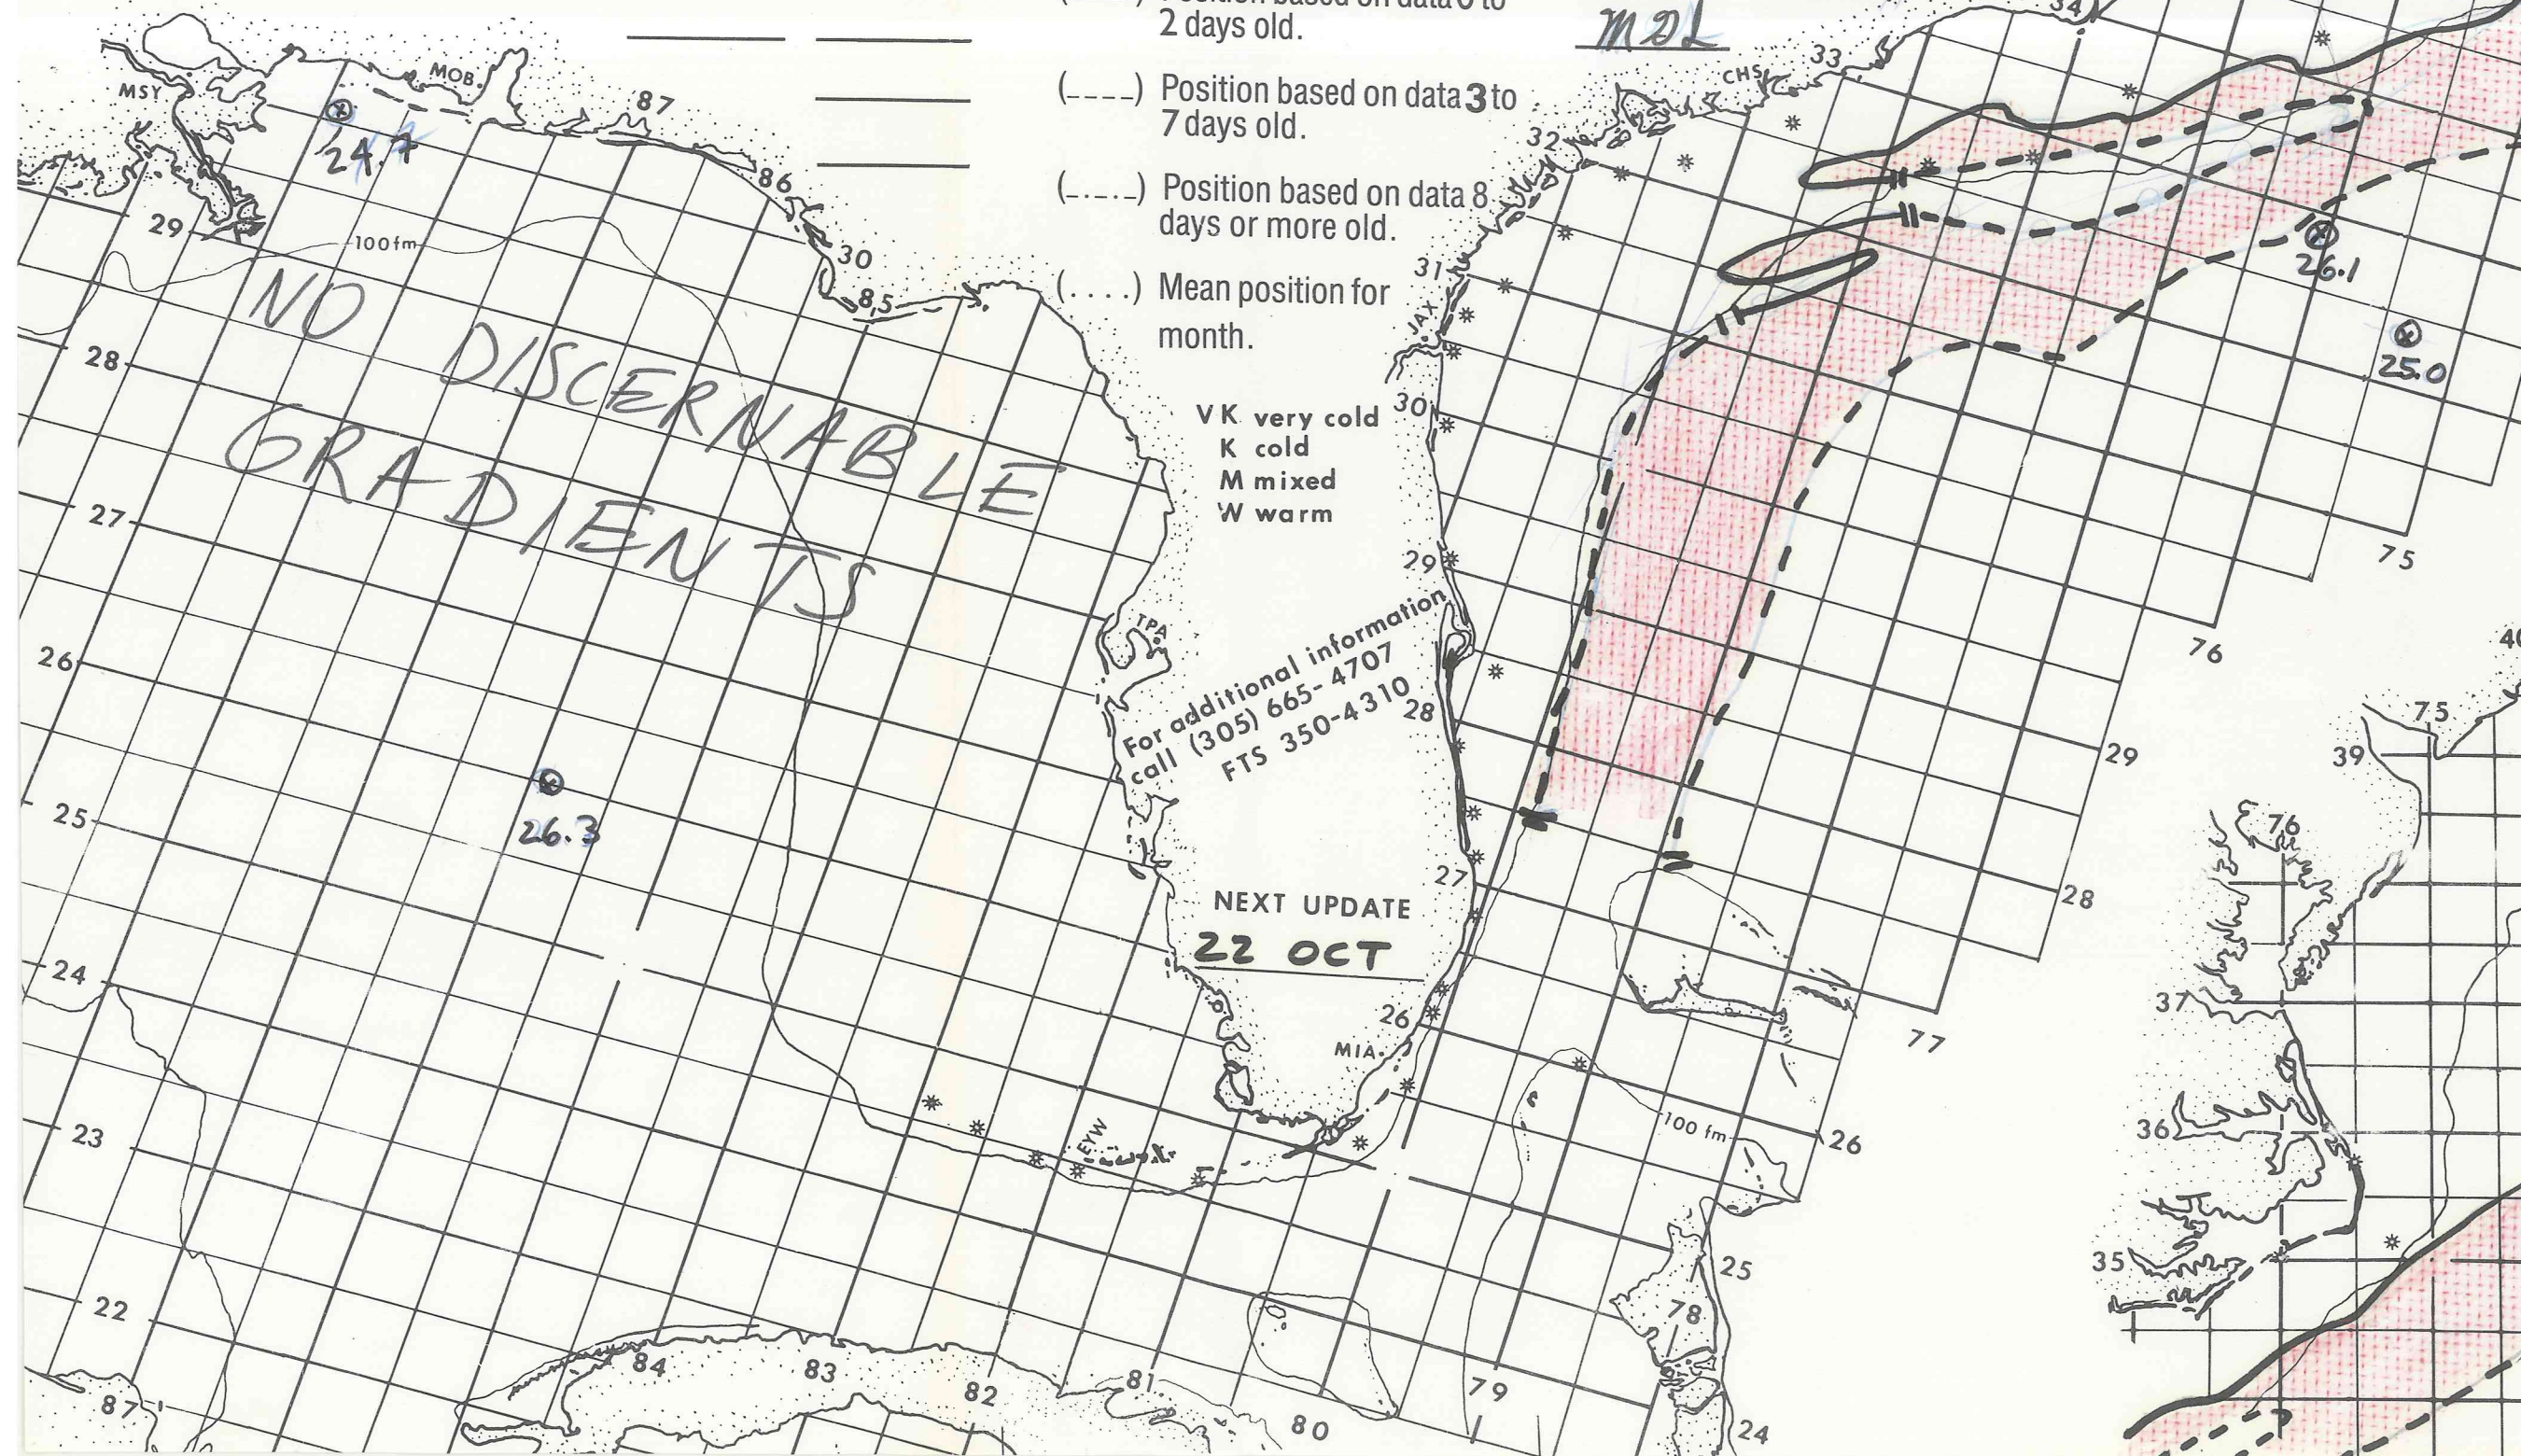 2 days old.
MDL
(____) Position based on data 3 to
7 days old.
(_._._) Position based on data 8
days or more old.
(....) Mean position for
month.
VK very cold
K cold
M mixed
W warm
For additional information
call (305) 665-4707
FTS 350-4310
NEXT UPDATE
22 OCT
NO DISCERNABLE
GRADIENTS
MSY
MOB.
87
86
30
85
29
100fm
28
27
26
25
24
23
22
87
24.7
26.3
TPA
EYW
MIA.
JAX
CHS
34
33
32
31
30
29
28
27
26
26.1
25.0
75
76
29
28
77
26
100 fm
25
78
24
84
83
82
81
80
79
40
75
39
76
37
36
35